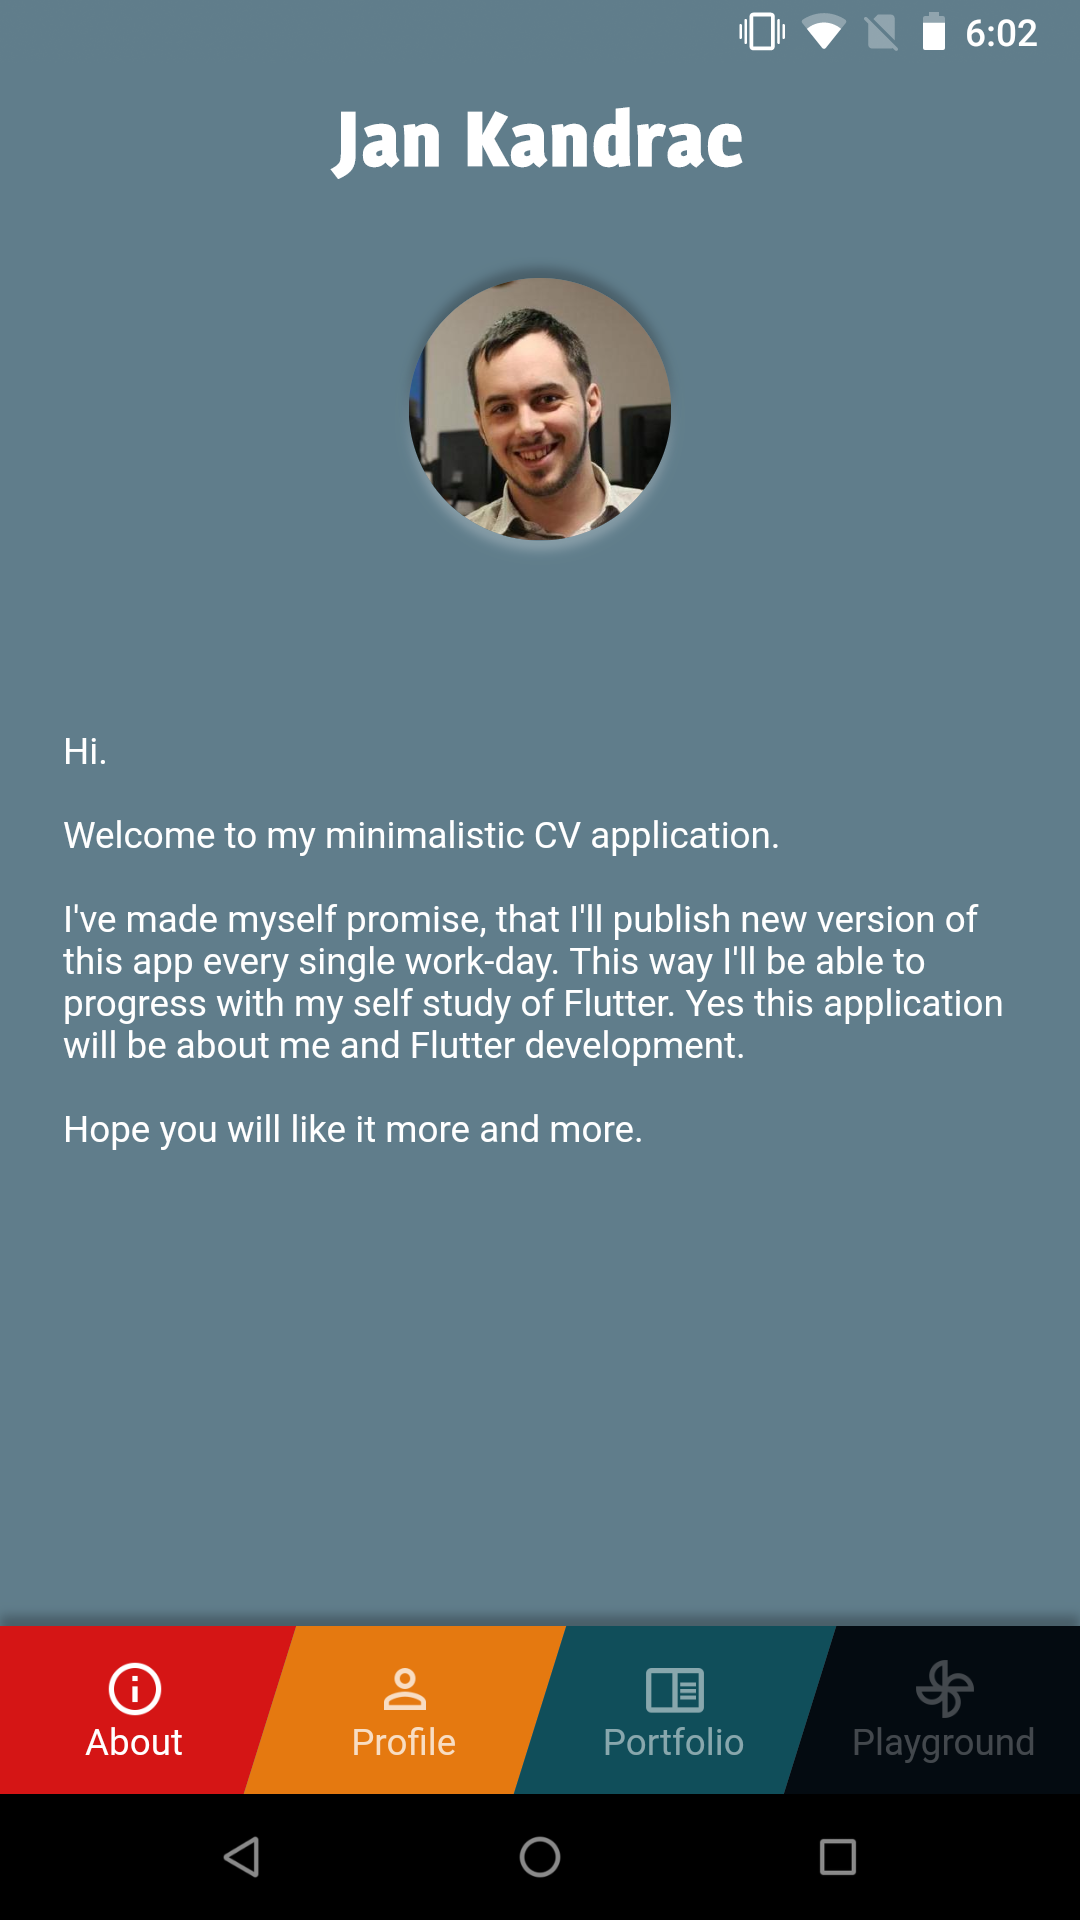 6:02
Jan Kandrac
Hi.
Welcome to my minimalistic CV application.
I've made myself promise, that I'll publish new version of
this app every single work-day. This way I'll be able to
progress with my self study of Flutter. Yes this application
will be about me and Flutter development.
Hope you will like it more and more.
About
Profile
Portfolio
Playground